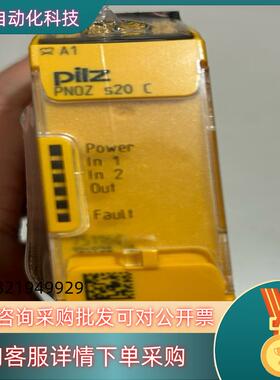 自动化科技
A1
pilz
PNOZ s20 C
Power
In 1
In 2
Out
Fault
321949929
咨询采购批发可对公开票
客服详情下单采购